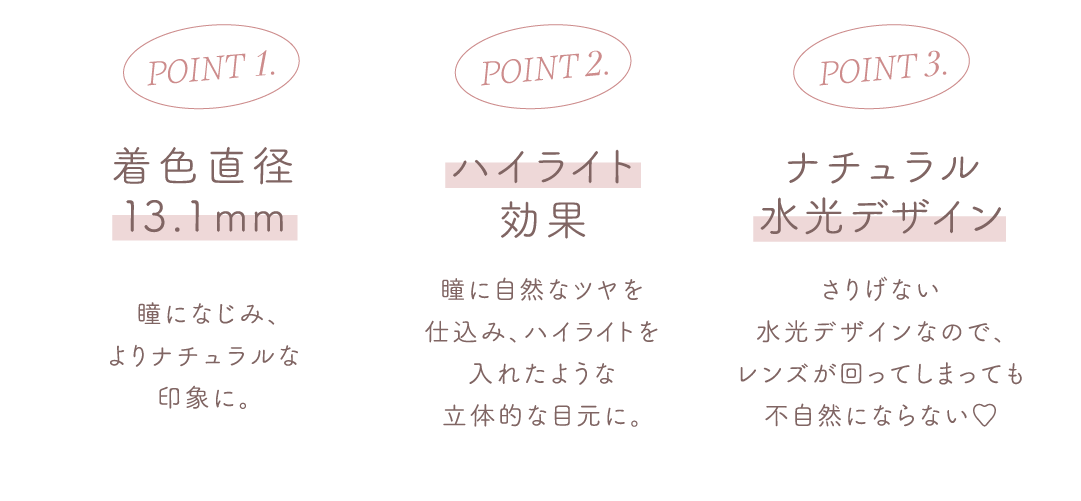 POINT 1.
着色直径
13.1mm
瞳になじみ、
よりナチュラルな
印象に。
POINT 2.
ハイライト
効果
瞳に自然なツヤを
仕込み、ハイライトを
入れたような
立体的な目元に。
POINT 3.
ナチュラル
水光デザイン
さりげない
水光デザインなので、
レンズが回ってしまっても
不自然にならない♡